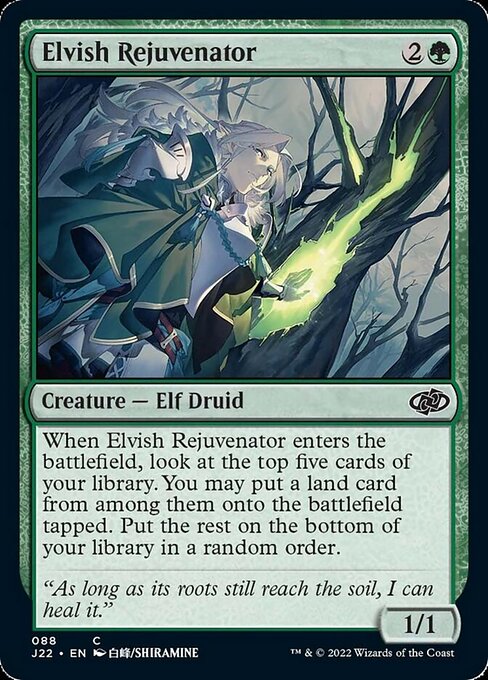 Elvish Rejuvenator 2
Creature — Elf Druid
When Elvish Rejuvenator enters the
battlefield, look at the top five cards of
your library. You may put a land card
from among them onto the battlefield
tapped. Put the rest on the bottom of
your library in a random order.
“As long as its roots still reach the soil, I can
heal it.”
1/1
088 C
J22 • EN 白峰/SHIRAMINE ™ & © 2022 Wizards of the Coast